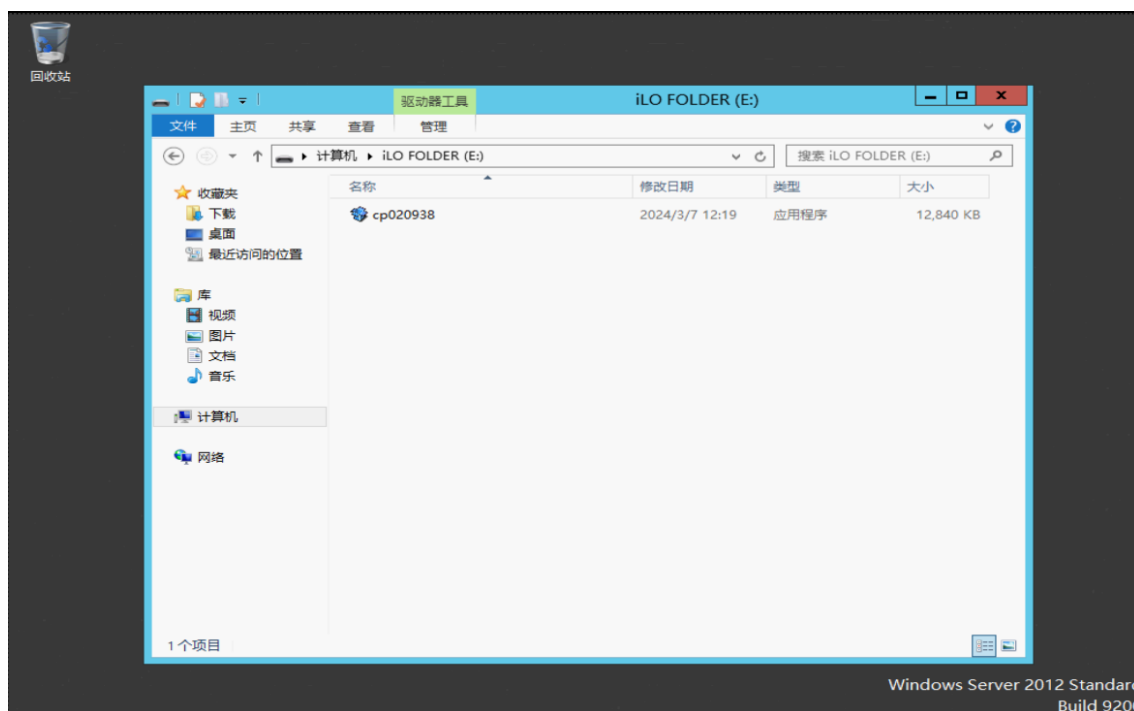 回收站
驱动器工具
iLO FOLDER (E:)
文件 主页 共享 查看 管理
计算机 iLO FOLDER (E:)
搜索 iLO FOLDER (E:)
收藏夹
下载
桌面
最近访问的位置
库
视频
图片
文档
音乐
计算机
网络
名称 修改日期 类型 大小
cp020938 2024/3/7 12:19 应用程序 12,840 KB
1 个项目
Windows Server 2012 Standard
Build 9200